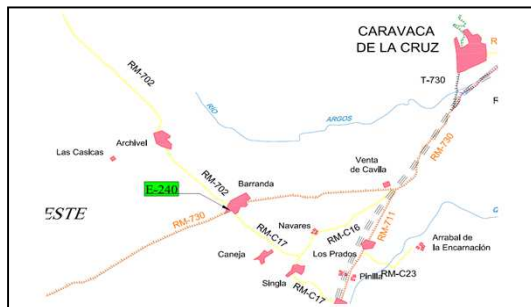 CARAVACA
DE LA CRUZ
RM-702
T-730
RÍO
ARGOS
Archivel
Las Casicas
RM-730
Venta
de Cavila
RM-702
Barranda
E-240
ESTE
RM-730
RM-C17
Navares
RM-C16
RM-711
Caneja
Los Prados
Arrabal de
la Encarnación
Singla
Pinilla
RM-C23
RM-C17